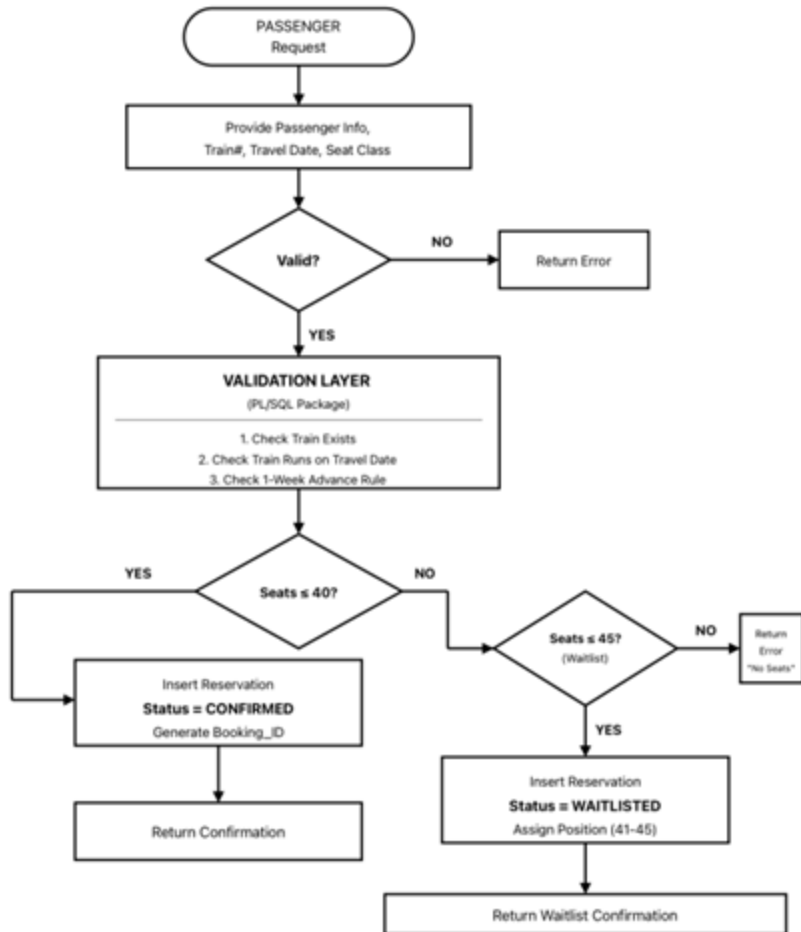 PASSENGER
Request
Provide Passenger Info,
Train#, Travel Date, Seat Class
Valid?
NO
Return Error
YES
VALIDATION LAYER
(PL/SQL Package)
1. Check Train Exists
2. Check Train Runs on Travel Date
3. Check 1-Week Advance Rule
Seats ≤ 40?
YES
NO
Insert Reservation
Status = CONFIRMED
Generate Booking_ID
Return Confirmation
Seats ≤ 45?
(Waitlist)
NO
Return
Error
"No Seats"
YES
Insert Reservation
Status = WAITLISTED
Assign Position (41-45)
Return Waitlist Confirmation